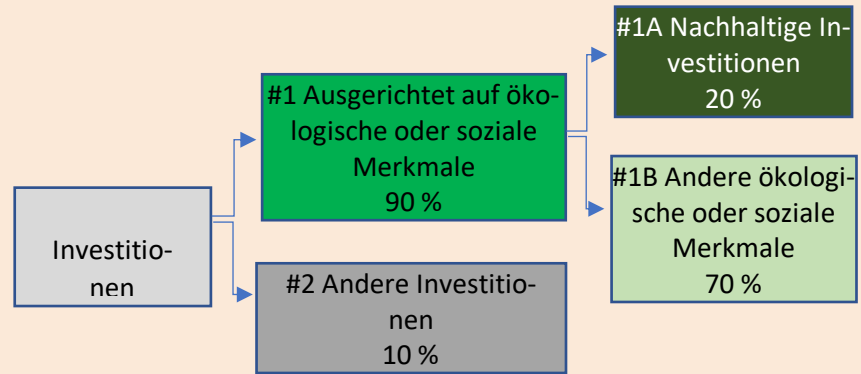 Investitio-
nen
#1 Ausgerichtet auf öko-
logische oder soziale
Merkmale
90 %
#2 Andere Investitio-
nen
10 %
#1A Nachhaltige In-
vestitionen
20 %
#1B Andere ökologi-
sche oder soziale
Merkmale
70 %